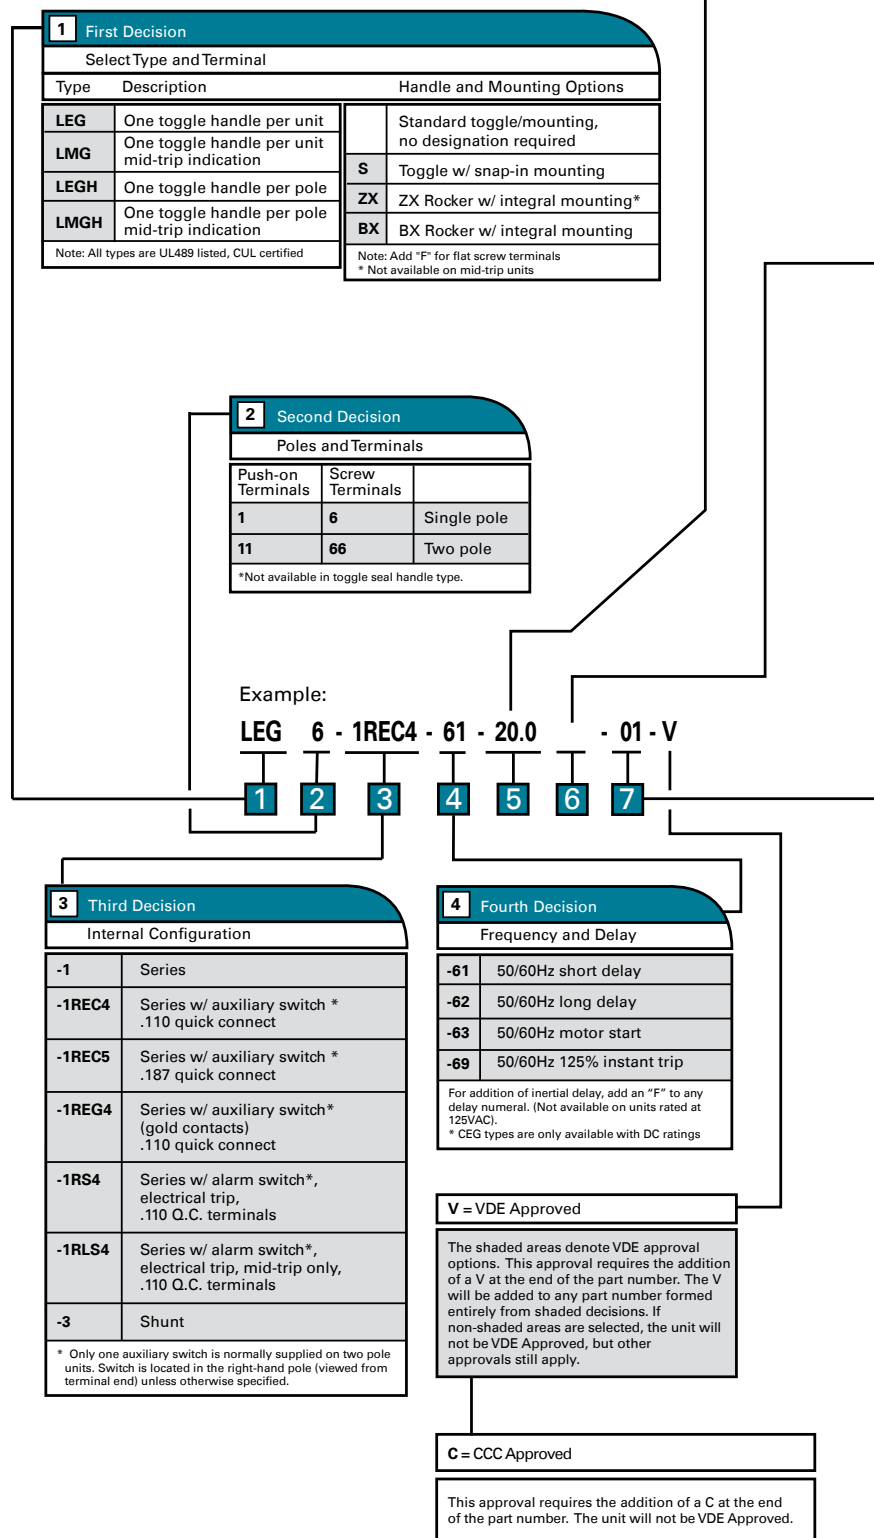 1 First Decision
Select Type and Terminal
Type Description Handle and Mounting Options
LEG One toggle handle per unit
LMG One toggle handle per unit
mid-trip indication
LEGH One toggle handle per pole
LMGH One toggle handle per pole
mid-trip indication
Note: All types are UL489 listed, CUL certified
Standard toggle/mounting,
no designation required
S Toggle w/ snap-in mounting
ZX ZX Rocker w/ integral mounting*
BX BX Rocker w/ integral mounting
Note: Add "F" for flat screw terminals
* Not available on mid-trip units
2 Second Decision
Poles and Terminals
Push-on Screw
Terminals Terminals
1 6 Single pole
11 66 Two pole
*Not available in toggle seal handle type.
Example:
LEG 6 - 1REC4 - 61 - 20.0 - 01 - V
1 2 3 4 5 6 7
3 Third Decision
Internal Configuration
-1 Series
-1REC4 Series w/ auxiliary switch *
.110 quick connect
-1REC5 Series w/ auxiliary switch *
.187 quick connect
-1REG4 Series w/ auxiliary switch*
(gold contacts)
.110 quick connect
-1RS4 Series w/ alarm switch*,
electrical trip,
.110 Q.C. terminals
-1RLS4 Series w/ alarm switch*,
electrical trip, mid-trip only,
.110 Q.C. terminals
-3 Shunt
* Only one auxiliary switch is normally supplied on two pole
units. Switch is located in the right-hand pole (viewed from
terminal end) unless otherwise specified.
4 Fourth Decision
Frequency and Delay
-61 50/60Hz short delay
-62 50/60Hz long delay
-63 50/60Hz motor start
-69 50/60Hz 125% instant trip
For addition of inertial delay, add an “F” to any
delay numeral. (Not available on units rated at
125VAC).
* CEG types are only available with DC ratings
V = VDE Approved
The shaded areas denote VDE approval
options. This approval requires the addition
of a V at the end of the part number. The V
will be added to any part number formed
entirely from shaded decisions. If
non-shaded areas are selected, the unit will
not be VDE Approved, but other
approvals still apply.
C = CCC Approved
This approval requires the addition of a C at the end
of the part number. The unit will not be VDE Approved.